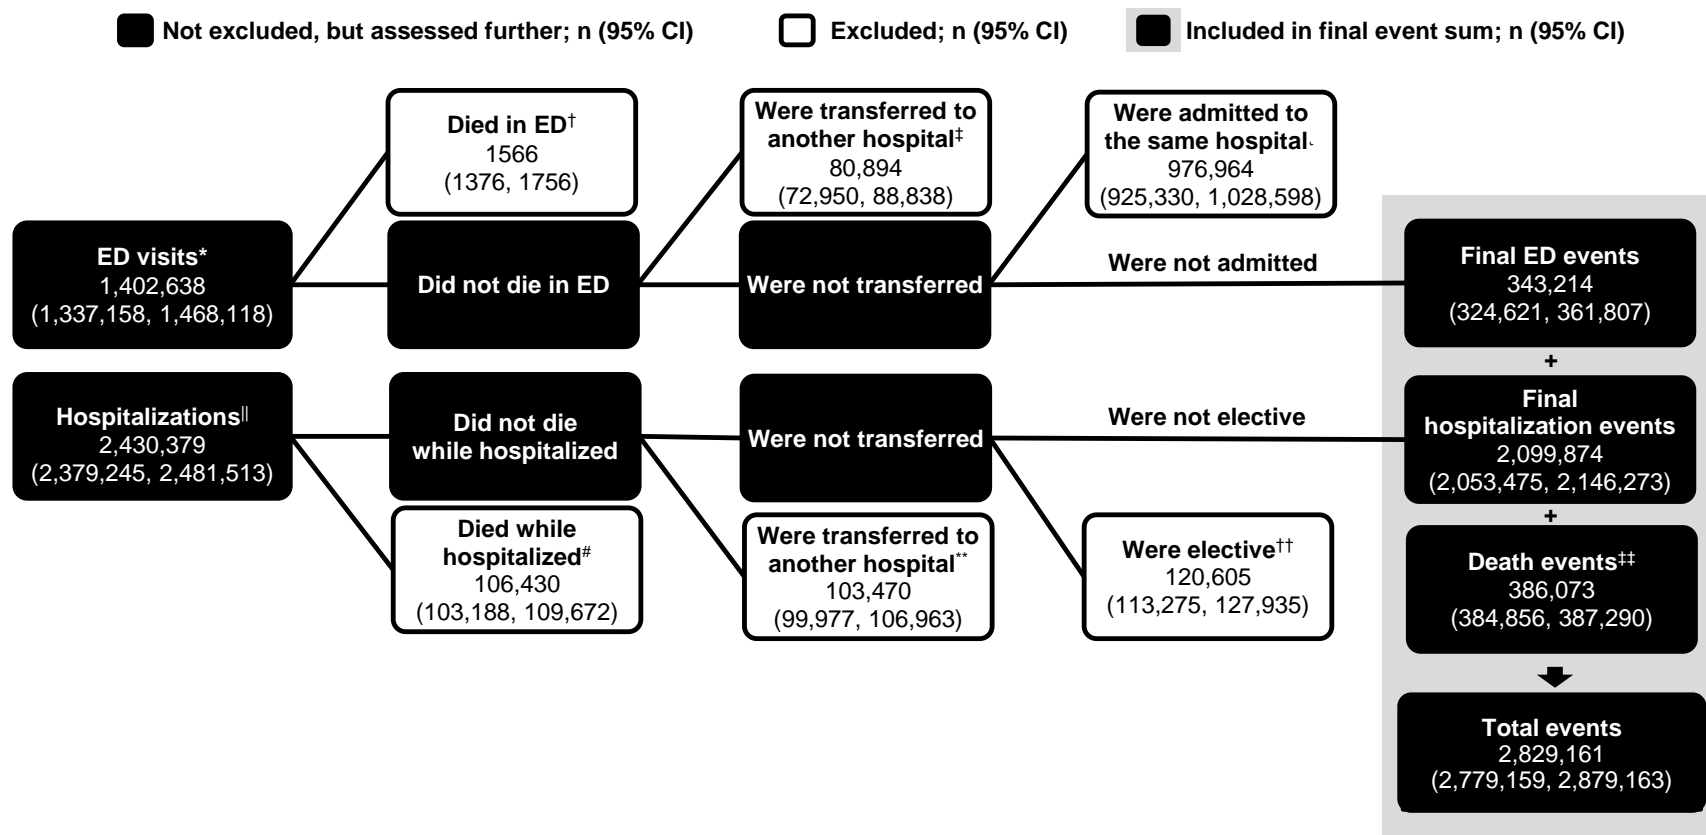 Not excluded, but assessed further; n (95% CI)
Excluded; n (95% CI)
Included in final event sum; n (95% CI)
Died in ED†
1566
(1376, 1756)
Were transferred to
another hospital‡
80,894
(72,950, 88,838)
Were admitted to
the same hospital
976,964
(925,330, 1,028,598)
ED visits*
1,402,638
(1,337,158, 1,468,118)
Did not die in ED
Were not transferred
Were not admitted
Final ED events
343,214
(324,621, 361,807)
+
Hospitalizations||
2,430,379
(2,379,245, 2,481,513)
Did not die
while hospitalized
Were not transferred
Were not elective
Final
hospitalization events
2,099,874
(2,053,475, 2,146,273)
+
Died while
hospitalized#
106,430
(103,188, 109,672)
Were transferred to
another hospital**
103,470
(99,977, 106,963)
Were elective††
120,605
(113,275, 127,935)
Death events‡‡
386,073
(384,856, 387,290)
Total events
2,829,161
(2,779,159, 2,879,163)